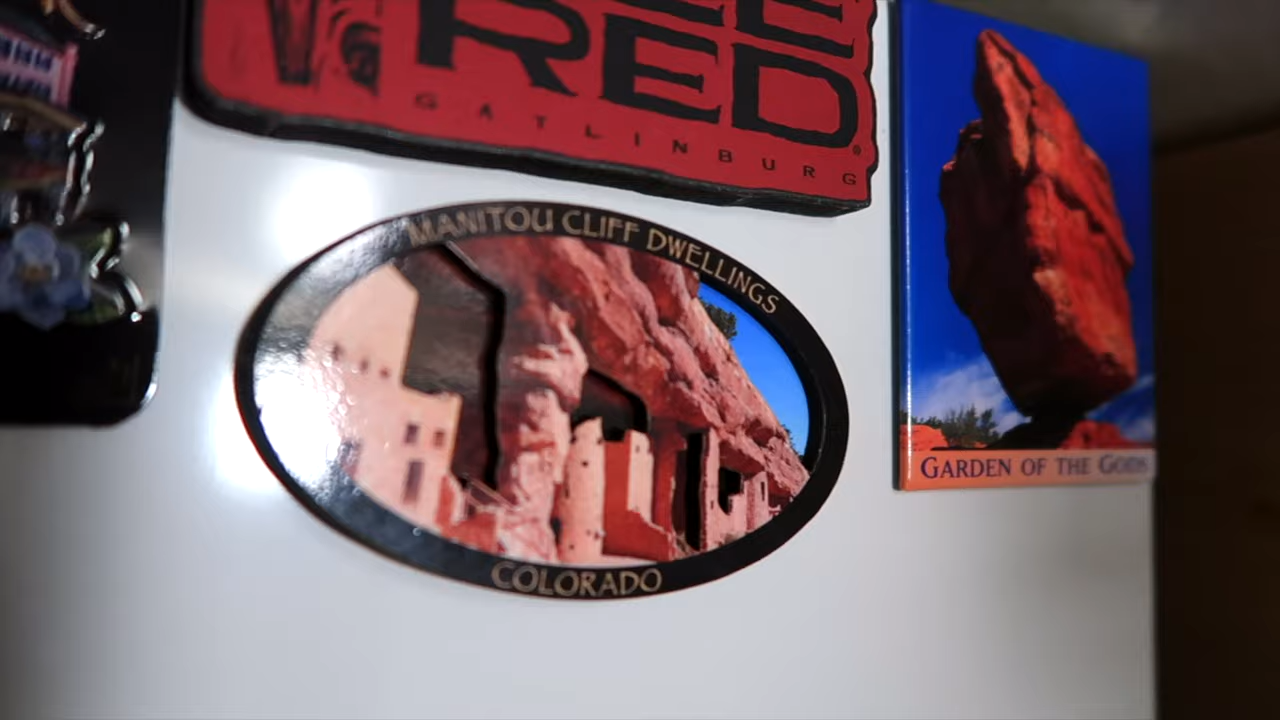 RED
GATLINBURG
MANITOU CLIFF DWELLINGS
COLORADO
GARDEN OF THE GODS